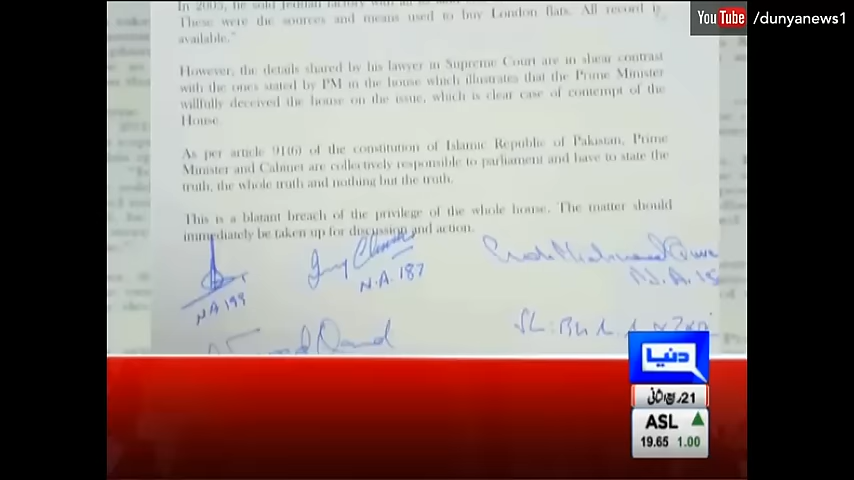 In 2005, he sold Jeddah factory with all
These were the sources and means used to buy London flats. All record is
available."
However, the details shared by his lawyer in Supreme Court are in shear contrast
with the ones stated by PM in the house which illustrates that the Prime Minister
willfully deceived the house on the issue, which is clear case of contempt of the
House.
As per article 91(6) of the constitution of Islamic Republic of Pakistan, Prime
Minister and Cabinet are collectively responsible to parliament and have to state the
truth, the whole truth and nothing but the truth.
This is a blatant breach of the privilege of the whole house. The matter should
immediately be taken up for discussion and action.
N.A. 187
NA 199
YouTube /dunyanews1
دنیا
21
ASL
19.65 1.00